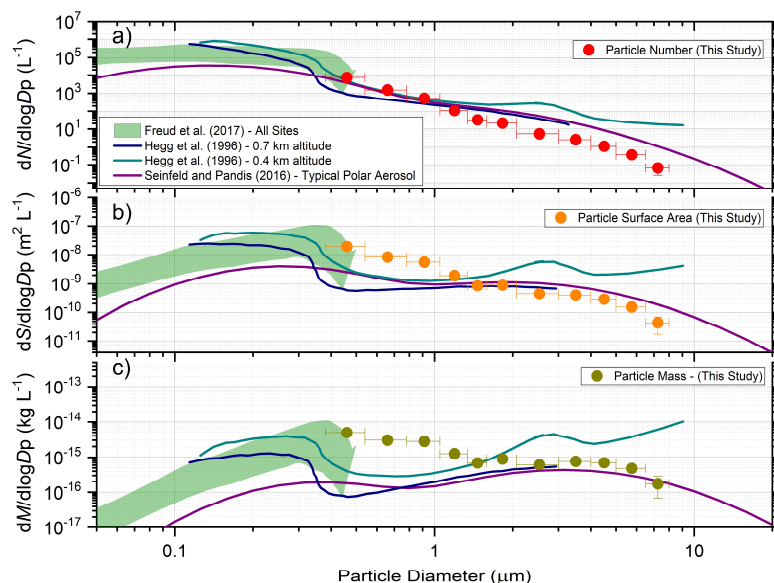 a)
Particle Number (This Study)
dN/dlogDp (L⁻¹)
10⁷
10⁵
10³
10¹
10⁻¹
Freud et al. (2017) - All Sites
Hegg et al. (1996) - 0.7 km altitude
Hegg et al. (1996) - 0.4 km altitude
Seinfeld and Pandis (2016) - Typical Polar Aerosol
b)
Particle Surface Area (This Study)
dS/dlogDp (m² L⁻¹)
10⁻⁶
10⁻⁷
10⁻⁸
10⁻⁹
10⁻¹⁰
10⁻¹¹
c)
Particle Mass - (This Study)
dM/dlogDp (kg L⁻¹)
10⁻¹³
10⁻¹⁴
10⁻¹⁵
10⁻¹⁶
10⁻¹⁷
0.1
1
10
Particle Diameter (μm)